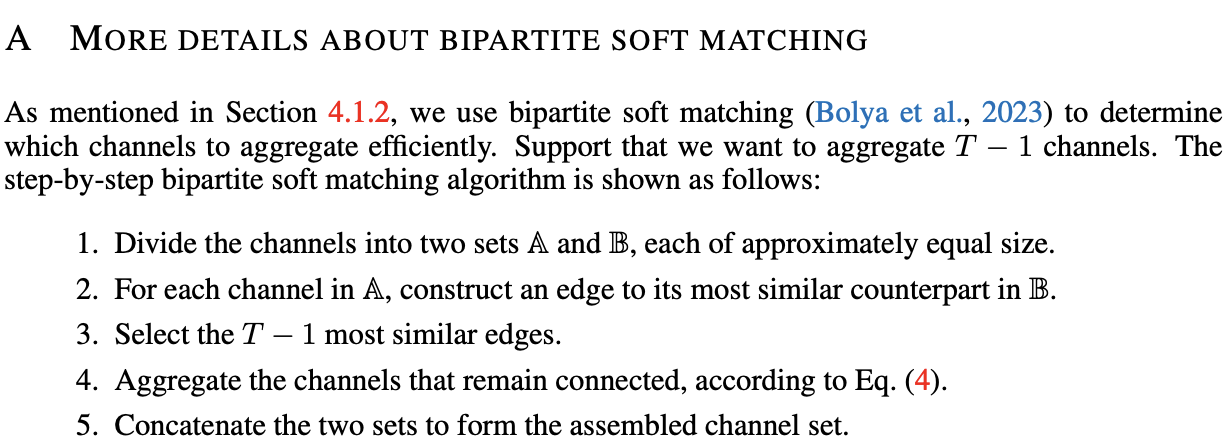 A MORE DETAILS ABOUT BIPARTITE SOFT MATCHING
As mentioned in Section 4.1.2, we use bipartite soft matching (Bolya et al., 2023) to determine
which channels to aggregate efficiently. Support that we want to aggregate T − 1 channels. The
step-by-step bipartite soft matching algorithm is shown as follows:
1. Divide the channels into two sets 𝔸 and 𝔹, each of approximately equal size.
2. For each channel in 𝔸, construct an edge to its most similar counterpart in 𝔹.
3. Select the T − 1 most similar edges.
4. Aggregate the channels that remain connected, according to Eq. (4).
5. Concatenate the two sets to form the assembled channel set.